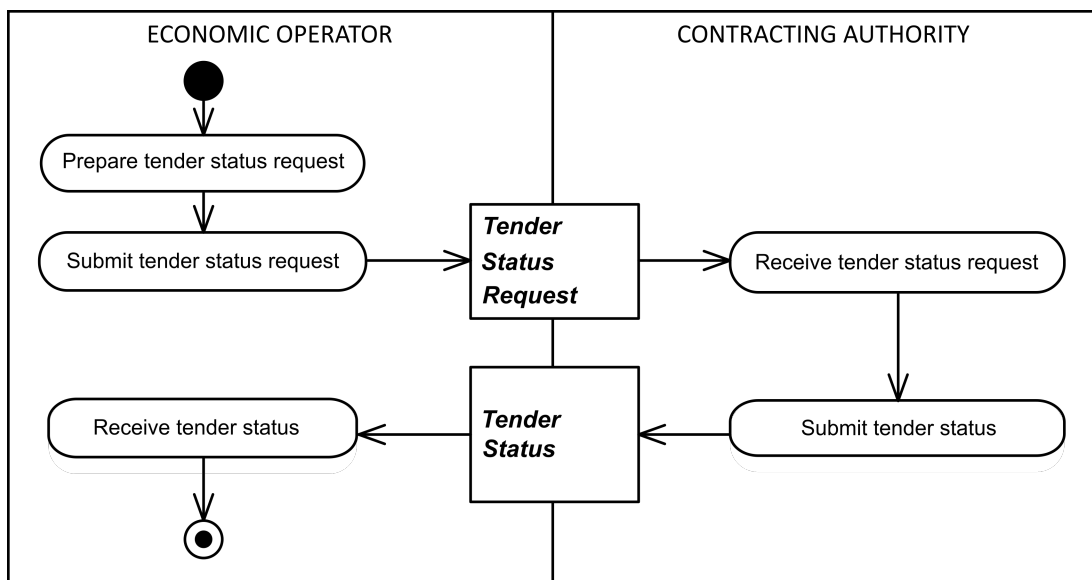 ECONOMIC OPERATOR
CONTRACTING AUTHORITY
Prepare tender status request
Submit tender status request
Tender
Status
Request
Receive tender status request
Receive tender status
Tender
Status
Submit tender status